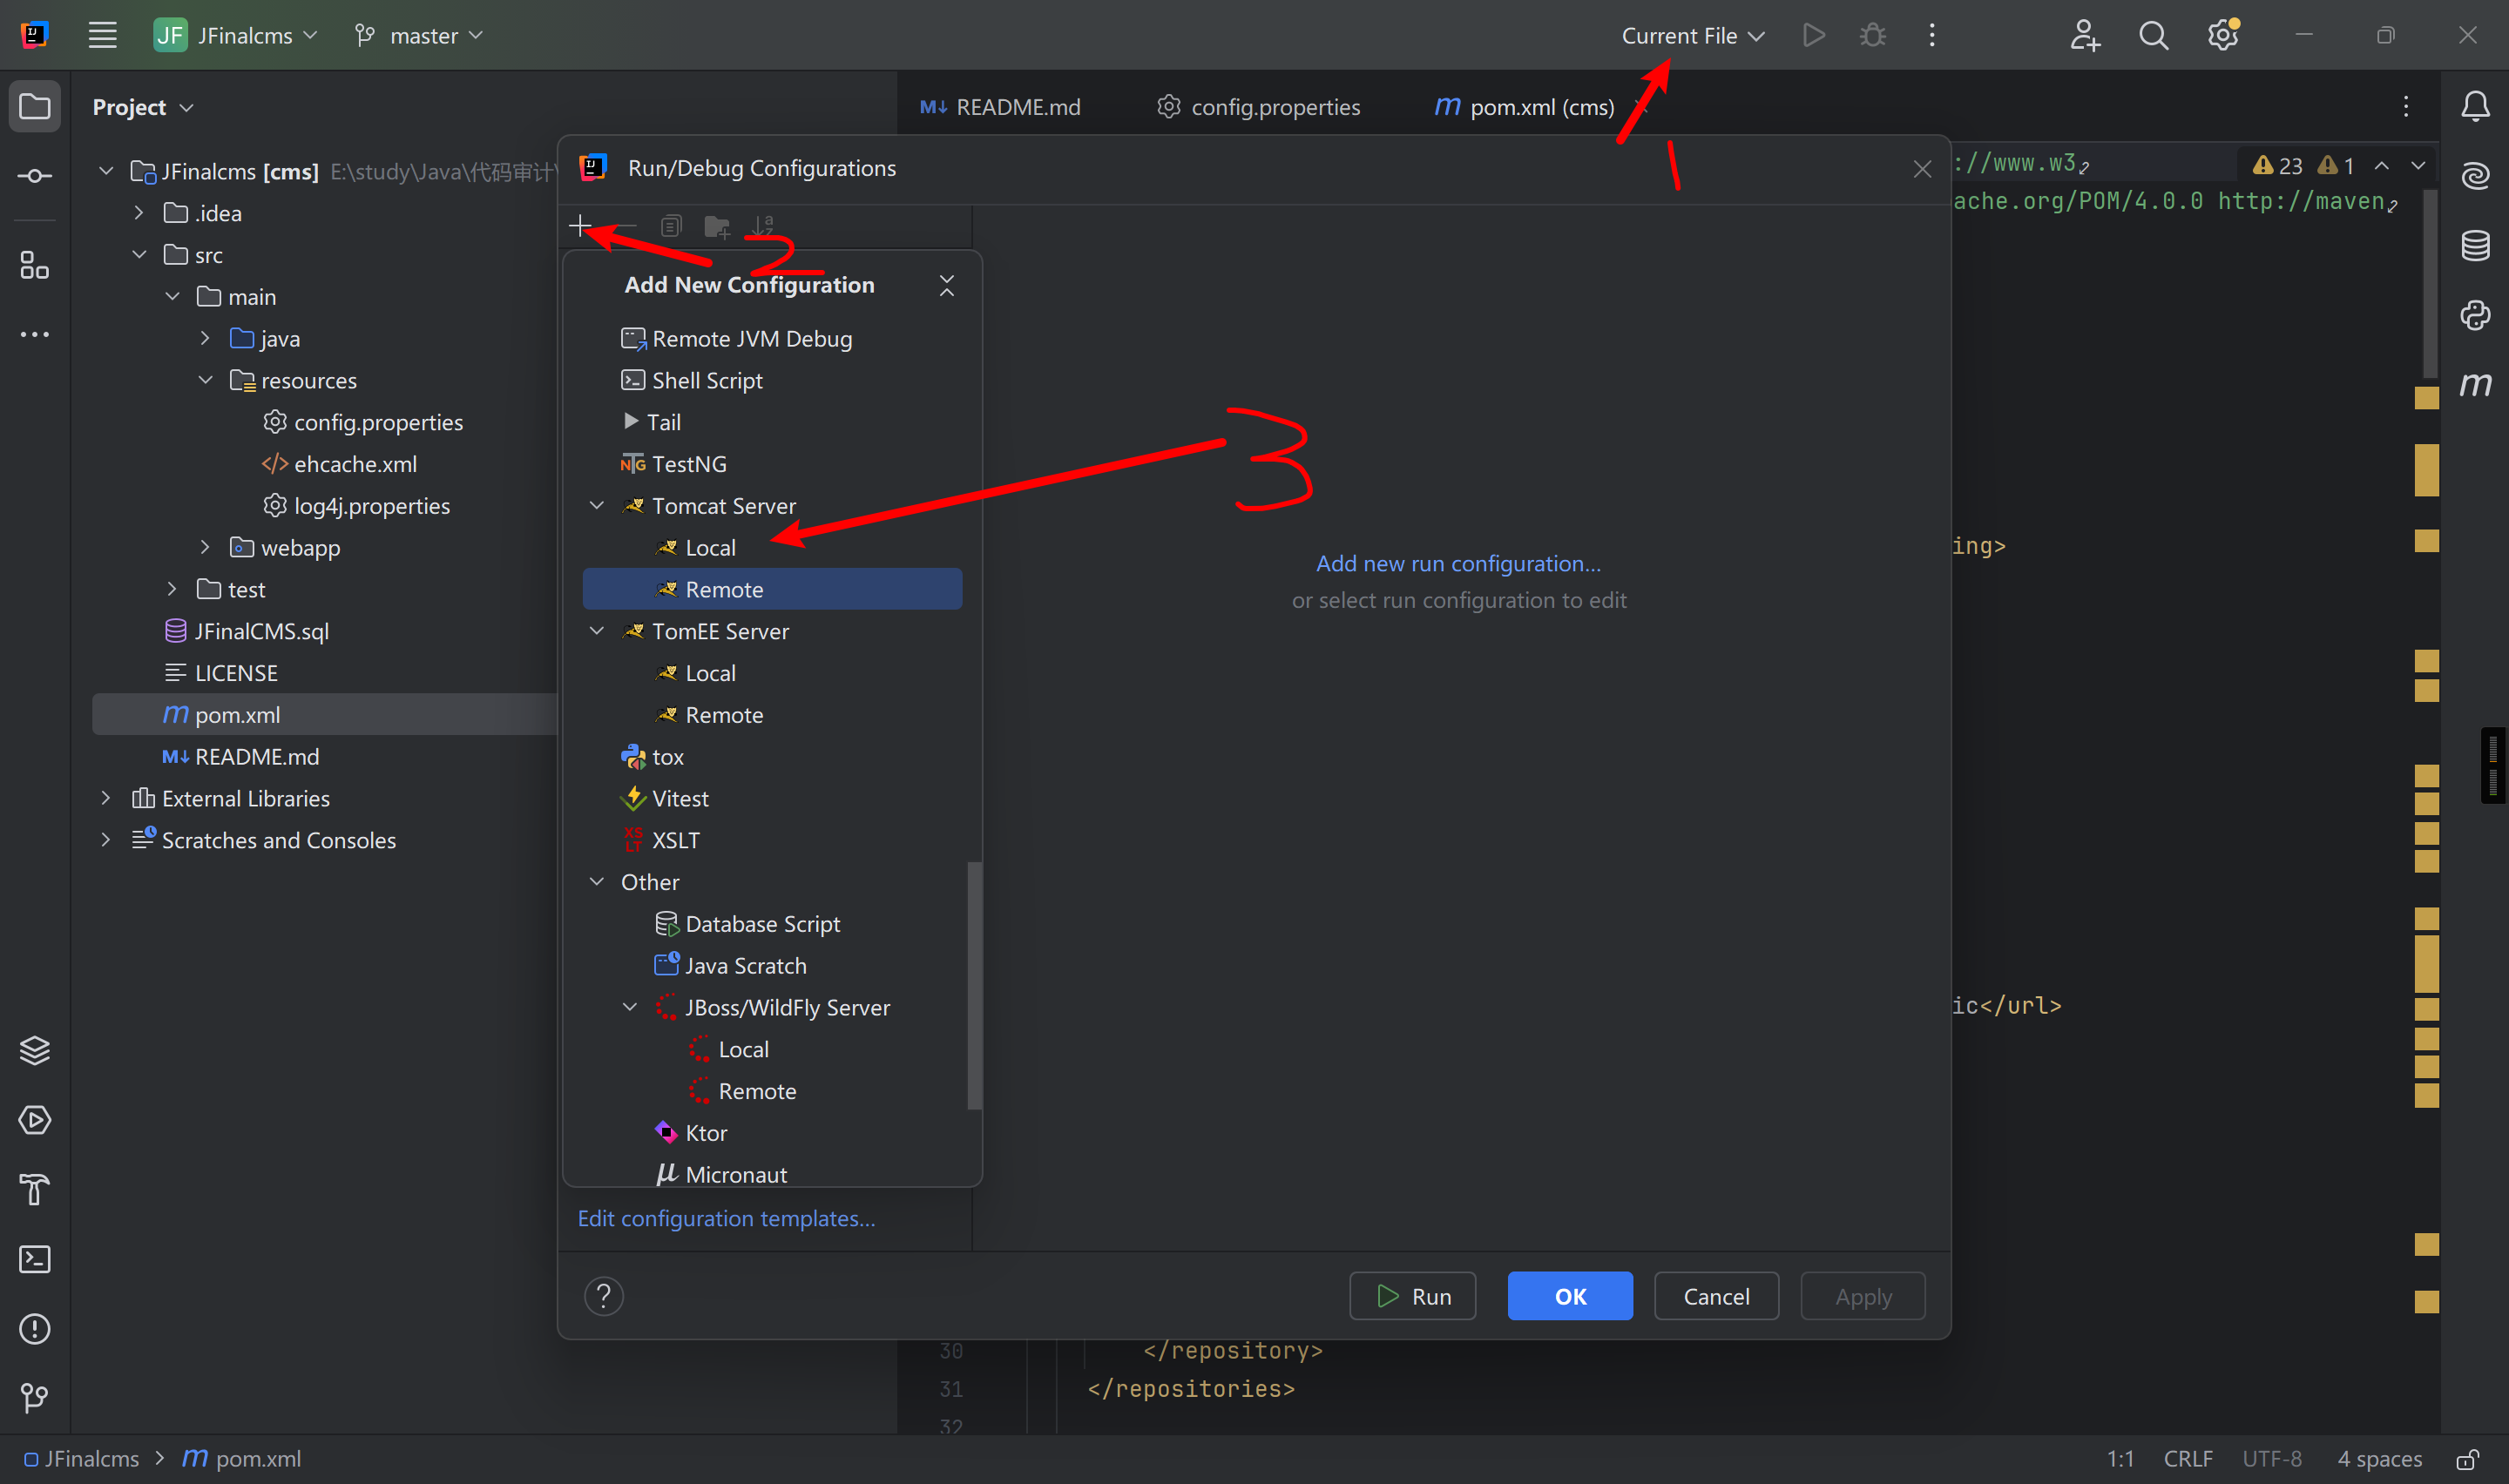 JF JFinalcms master Current File
Project
README.md config.properties pom.xml (cms)
1
JFinalcms [cms] E:\study\Java\代码审计\
.idea
src
main
java
resources
config.properties
ehcache.xml
log4j.properties
webapp
test
JFinalCMS.sql
LICENSE
pom.xml
README.md
External Libraries
Scratches and Consoles
Run/Debug Configurations
2
Add New Configuration
Remote JVM Debug
Shell Script
Tail
TestNG
Tomcat Server
Local
Remote
TomEE Server
Local
Remote
tox
Vitest
XSLT
Other
Database Script
Java Scratch
JBoss/WildFly Server
Local
Remote
Ktor
Micronaut
3
Add new run configuration...
or select run configuration to edit
Edit configuration templates...
? Run OK Cancel Apply
://www.w3. 23 1
ache.org/POM/4.0.0 http://maven.
ing>
ic</url>
30 </repository>
31 </repositories>
32
JFinalcms > pom.xml 1:1 CRLF UTF-8 4 spaces